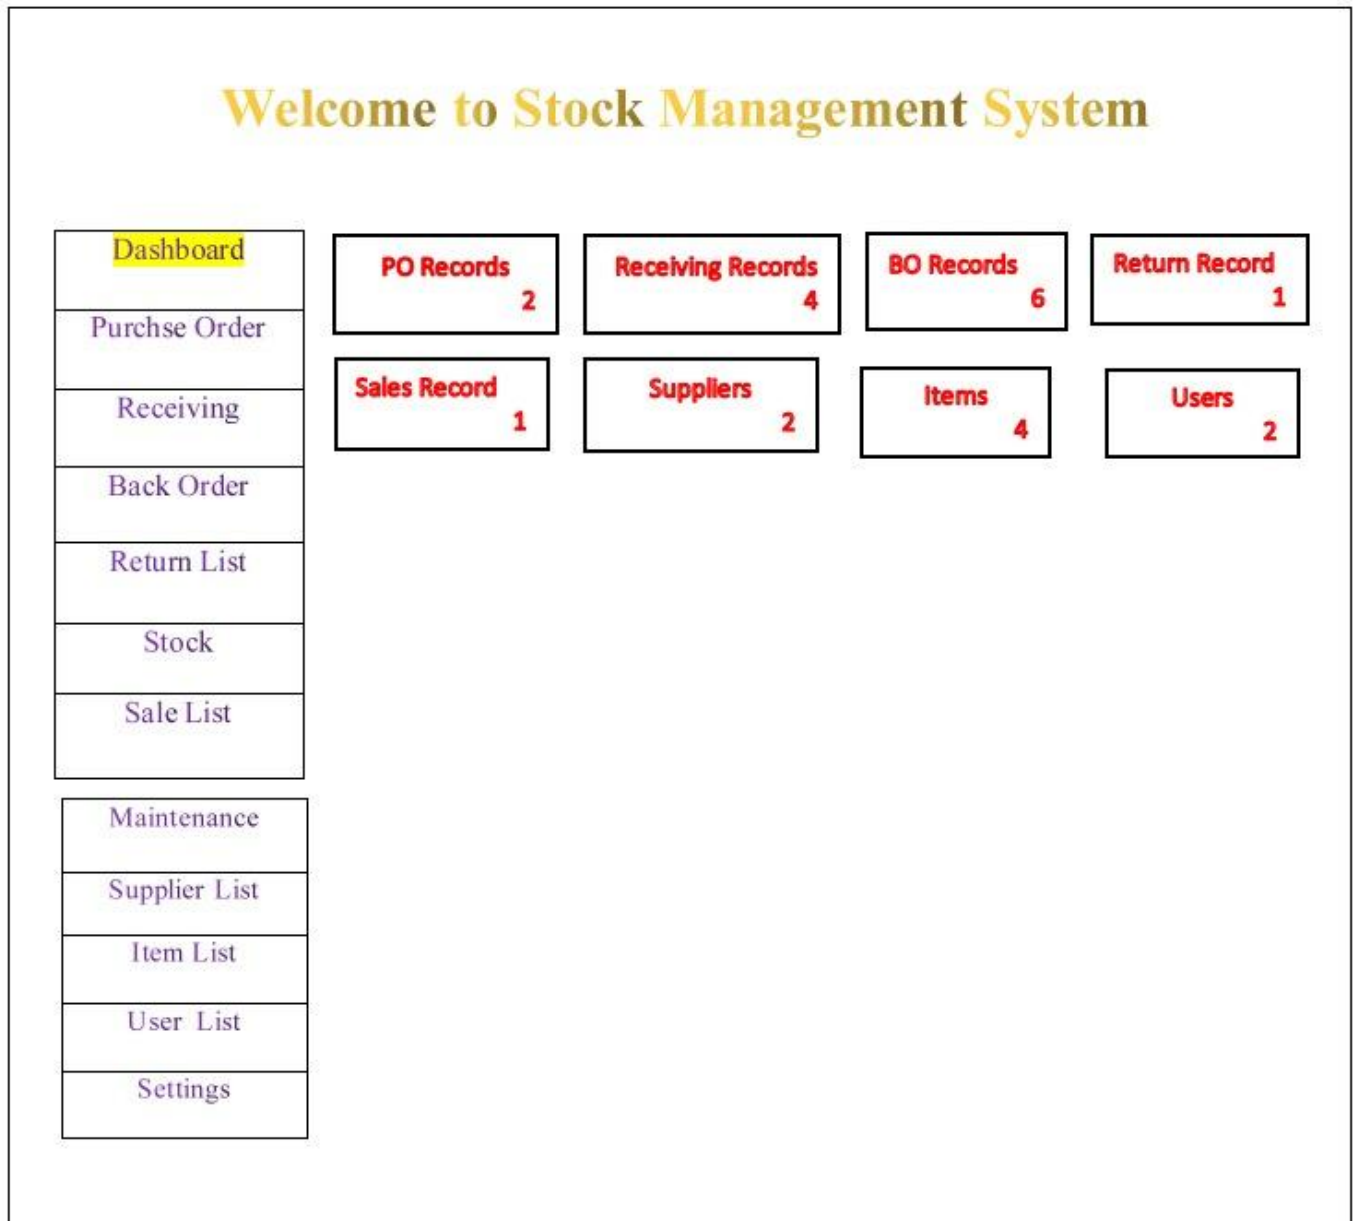 Welcome to Stock Management System
Dashboard
Purchse Order
Receiving
Back Order
Return List
Stock
Sale List
Maintenance
Supplier List
Item List
User List
Settings
PO Records
2
Receiving Records
4
BO Records
6
Return Record
1
Sales Record
1
Suppliers
2
Items
4
Users
2